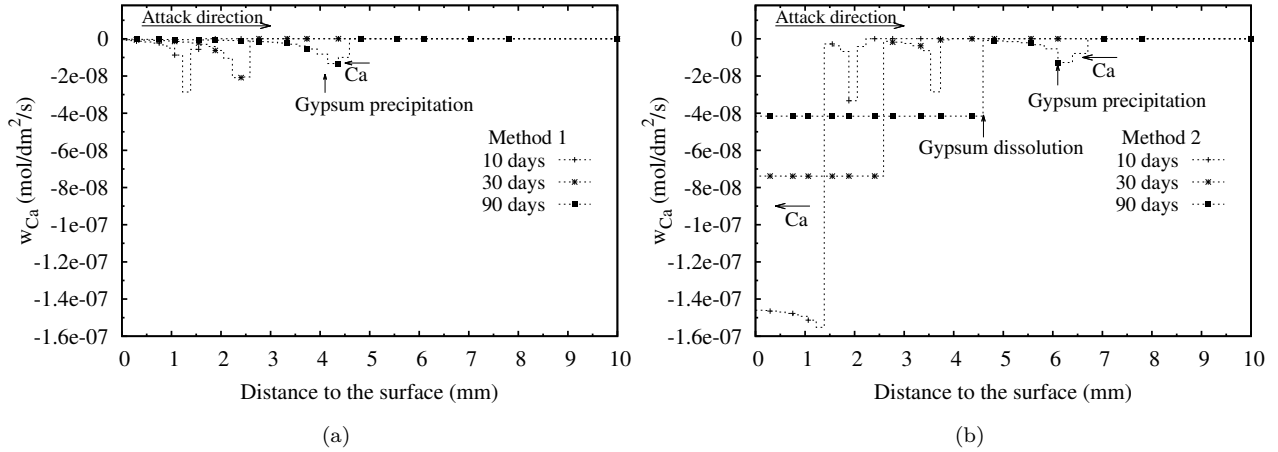 Attack direction
0
-2e-08
-4e-08
-6e-08
-8e-08
-1e-07
-1.2e-07
-1.4e-07
-1.6e-07
w_Ca (mol/dm^2/s)
Ca
Gypsum precipitation
Method 1
10 days
30 days
90 days
0 1 2 3 4 5 6 7 8 9 10
Distance to the surface (mm)
(a)
Attack direction
0
-2e-08
-4e-08
-6e-08
-8e-08
-1e-07
-1.2e-07
-1.4e-07
-1.6e-07
w_Ca (mol/dm^2/s)
Ca
Gypsum precipitation
Gypsum dissolution
Method 2
10 days
30 days
90 days
Ca
0 1 2 3 4 5 6 7 8 9 10
Distance to the surface (mm)
(b)